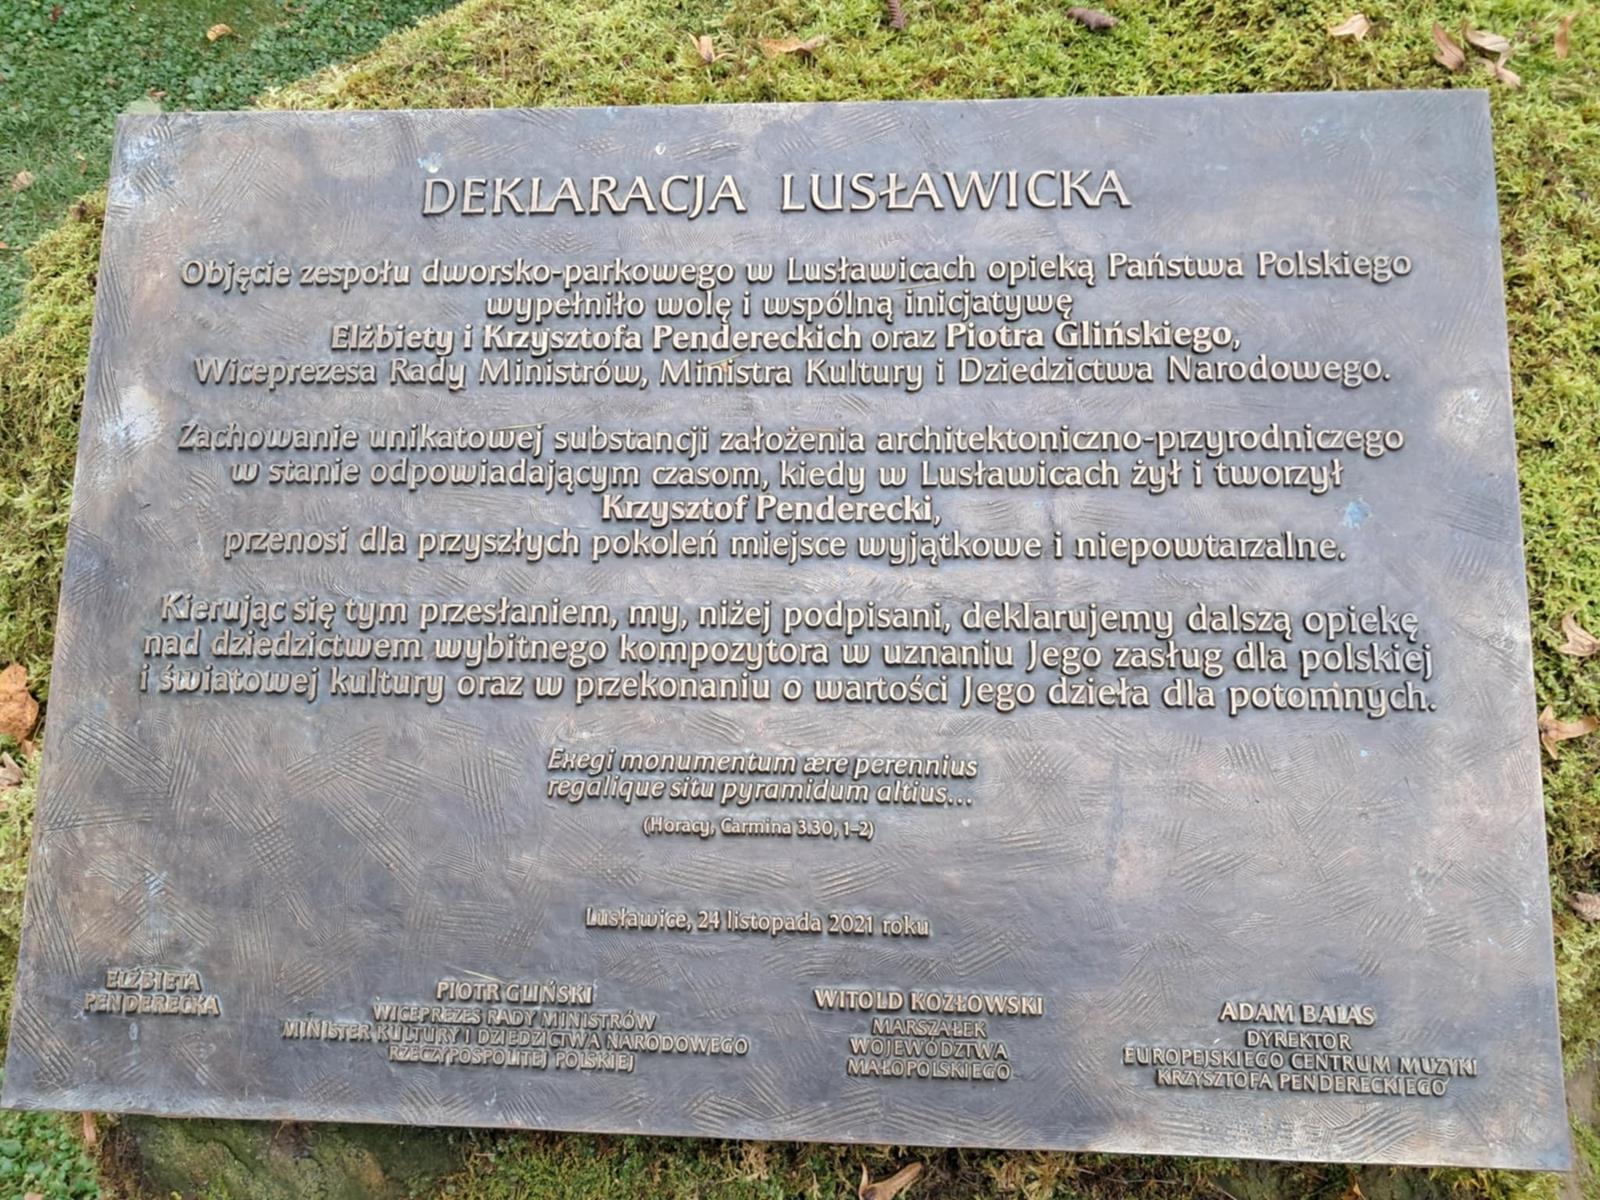 DEKLARACJA LUSŁAWICKA
Objęcie zespołu dworsko-parkowego w Lusławicach opieką Państwa Polskiego
wypełniło wolę i wspólną inicjatywę
Elżbiety i Krzysztofa Pendereckich oraz Piotra Glińskiego,
Wiceprezesa Rady Ministrów, Ministra Kultury i Dziedzictwa Narodowego.
Zachowanie unikatowej substancji założenia architektoniczno-przyrodniczego
w stanie odpowiadającym czasom, kiedy w Lusławicach żył i tworzył
Krzysztof Penderecki,
przenosi dla przyszłych pokoleń miejsce wyjątkowe i niepowtarzalne.
Kierując się tym przesłaniem, my, niżej podpisani, deklarujemy dalszą opiekę
nad dziedzictwem wybitnego kompozytora w uznaniu Jego zasług dla polskiej
i światowej kultury oraz w przekonaniu o wartości Jego dzieła dla potomnych.
Exegi monumentum ære perennius
regalique situ pyramidum altius...
(Horacy, Carmina 3.30, 1-2)
Lusławice, 24 listopada 2021 roku
ELŻBIETA
PENDERECKA
PIOTR GLIŃSKI
WICEPREZES RADY MINISTRÓW
MINISTER KULTURY I DZIEDZICTWA NARODOWEGO
RZECZYPOSPOLITEJ POLSKIEJ
WITOLD KOZŁOWSKI
MARSZAŁEK
WOJEWÓDZTWA
MAŁOPOLSKIEGO
ADAM BALAS
DYREKTOR
EUROPEJSKIEGO CENTRUM MUZYKI
KRZYSZTOFA PENDERECKIEGO